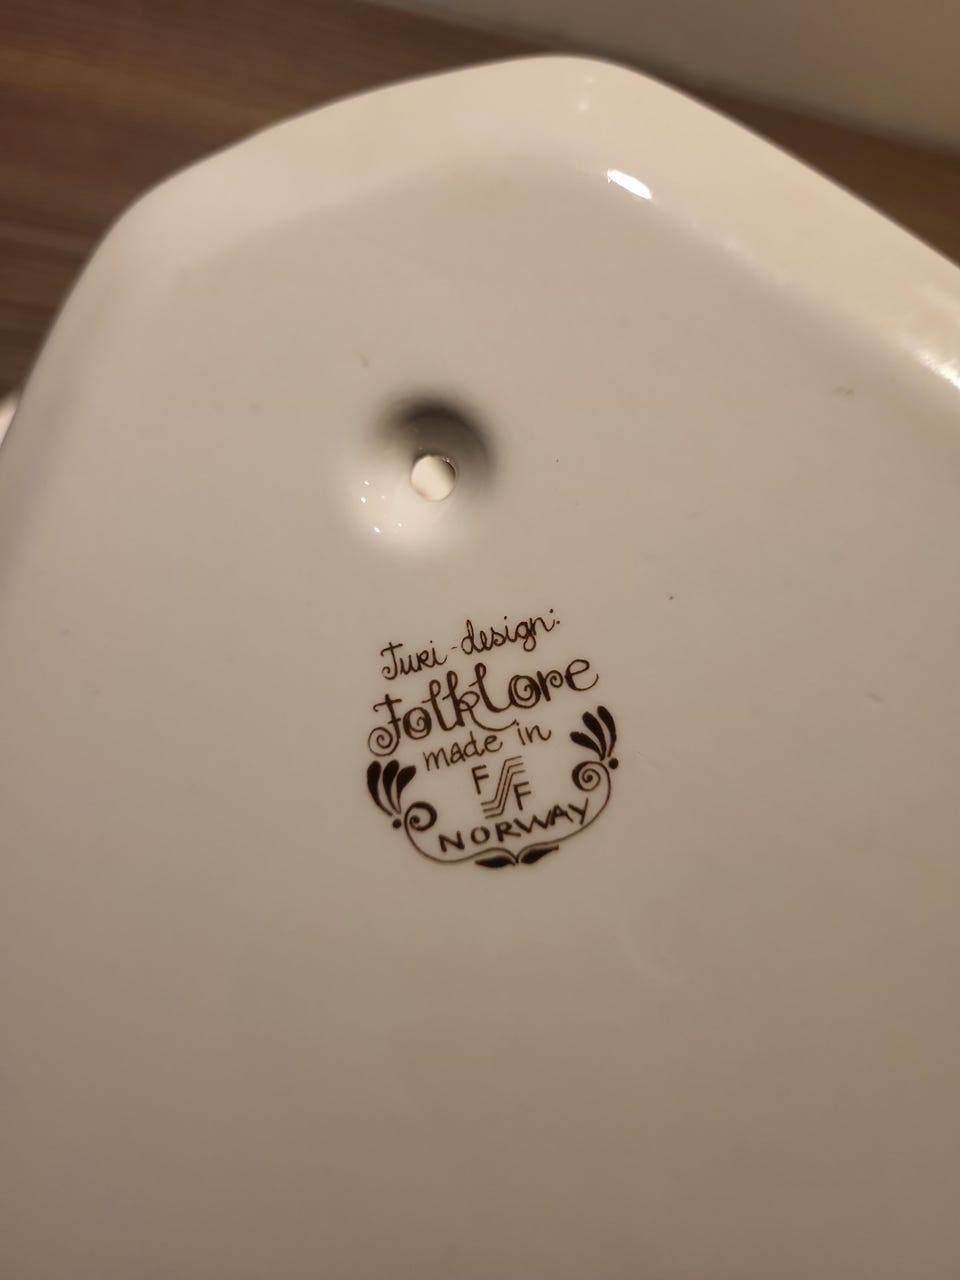 Turi-design:
Folklore
made in
F
F
NORWAY